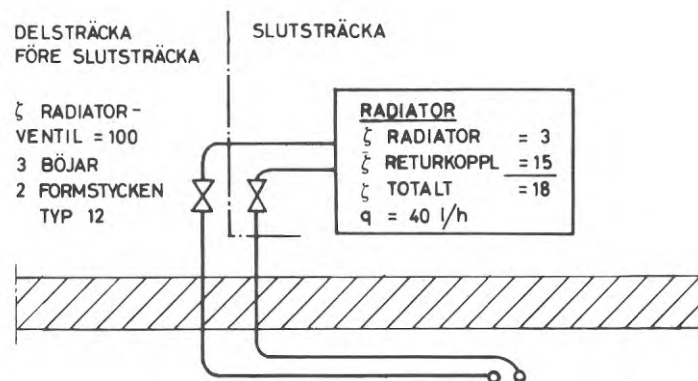 DELSTRÄCKA
FÖRE SLUTSTRÄCKA
ζ RADIATOR-
VENTIL = 100
3 BÖJAR
2 FORMSTYCKEN
TYP 12
SLUTSTRÄCKA
RADIATOR
ζ RADIATOR = 3
ζ RETURKOPPL = 15
ζ TOTALT = 18
q = 40 l/h